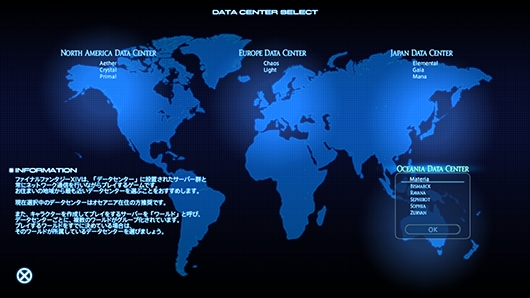 DATA CENTER SELECT
NORTH AMERICA DATA CENTER
Aether
Crystal
Primal
EUROPE DATA CENTER
Chaos
Light
JAPAN DATA CENTER
Elemental
Gaia
Mana
OCEANIA DATA CENTER
Materia
BISMARCK
RAVANA
SEPHIROT
SOPHIA
ZURVAN
OK
INFORMATION
ファイナルファンタジーXIVは、「データセンター」に設置されたサーバー群と
常にネットワーク通信を行いながらプレイするゲームです。
お住まいの地域から最も近いデータセンターを選ぶことをおすすめします。
現在選択中のデータセンターはオセアニア在住の方推奨です。
また、キャラクターを作成してプレイするサーバーを「ワールド」と呼び、
データセンターごとに、複数のワールドがグループ化されています。
プレイするワールドをすでに決めている場合は、
そのワールドが所属しているデータセンターを選びましょう。